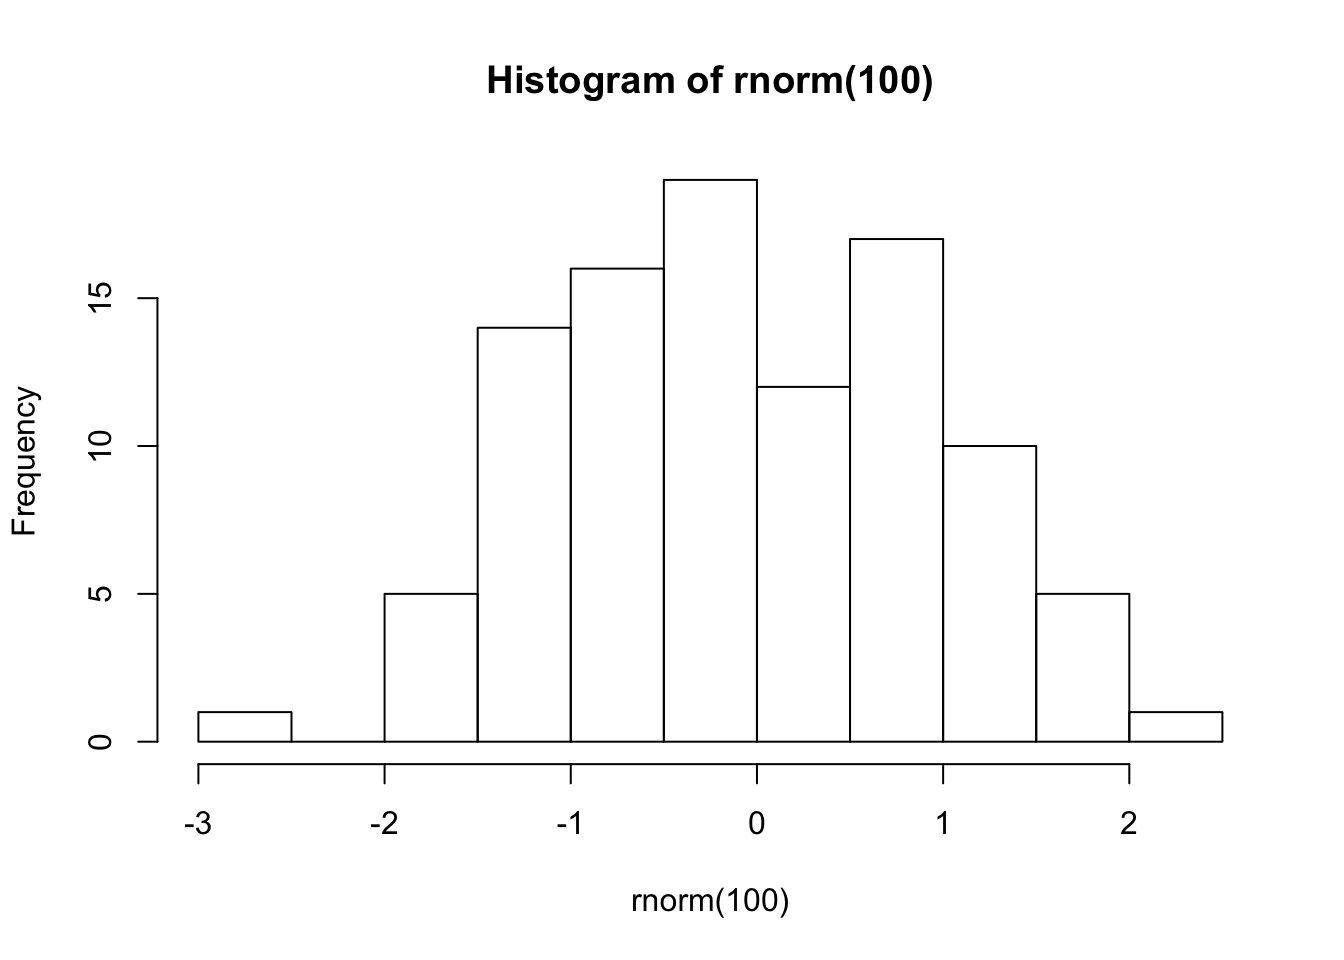 Histogram of rnorm(100)
Frequency
15
10
5
0
-3 -2 -1 0 1 2
rnorm(100)